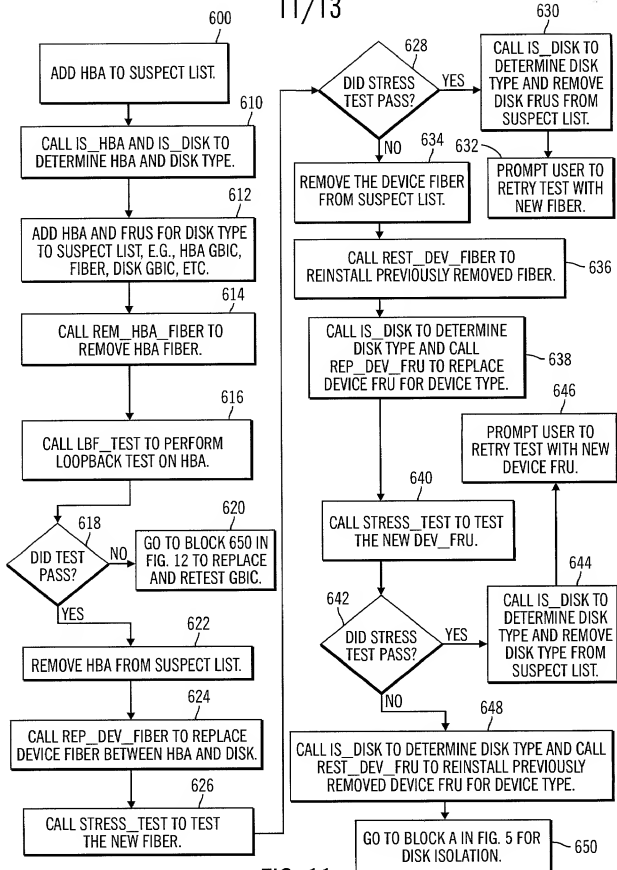 11/13
600
ADD HBA TO SUSPECT LIST.
610
CALL IS_HBA AND IS_DISK TO
DETERMINE HBA AND DISK TYPE.
612
ADD HBA AND FRUS FOR DISK TYPE
TO SUSPECT LIST, E.G., HBA GBIC,
FIBER, DISK GBIC, ETC.
614
CALL REM_HBA_FIBER TO
REMOVE HBA FIBER.
616
CALL LBF_TEST TO PERFORM
LOOPBACK TEST ON HBA.
618
DID TEST
PASS?
NO
620
GO TO BLOCK 650 IN
FIG. 12 TO REPLACE
AND RETEST GBIC.
YES
622
REMOVE HBA FROM SUSPECT LIST.
624
CALL REP_DEV_FIBER TO REPLACE
DEVICE FIBER BETWEEN HBA AND DISK.
626
CALL STRESS_TEST TO TEST
THE NEW FIBER.
628
DID STRESS
TEST PASS?
YES
630
CALL IS_DISK TO
DETERMINE DISK
TYPE AND REMOVE
DISK FRUS FROM
SUSPECT LIST.
632
PROMPT USER TO
RETRY TEST WITH
NEW FIBER.
NO
634
REMOVE THE DEVICE FIBER
FROM SUSPECT LIST.
CALL REST_DEV_FIBER TO
REINSTALL PREVIOUSLY REMOVED FIBER.
636
CALL IS_DISK TO DETERMINE
DISK TYPE AND CALL
REP_DEV_FRU TO REPLACE
DEVICE FRU FOR DEVICE TYPE.
638
640
CALL STRESS_TEST TO TEST
THE NEW DEV_FRU.
642
DID STRESS
TEST PASS?
YES
644
CALL IS_DISK TO
DETERMINE DISK
TYPE AND REMOVE
DISK TYPE FROM
SUSPECT LIST.
646
PROMPT USER TO
RETRY TEST WITH NEW
DEVICE FRU.
NO
648
CALL IS_DISK TO DETERMINE DISK TYPE AND CALL
REST_DEV_FRU TO REINSTALL PREVIOUSLY
REMOVED DEVICE FRU FOR DEVICE TYPE.
GO TO BLOCK A IN FIG. 5 FOR
DISK ISOLATION.
650